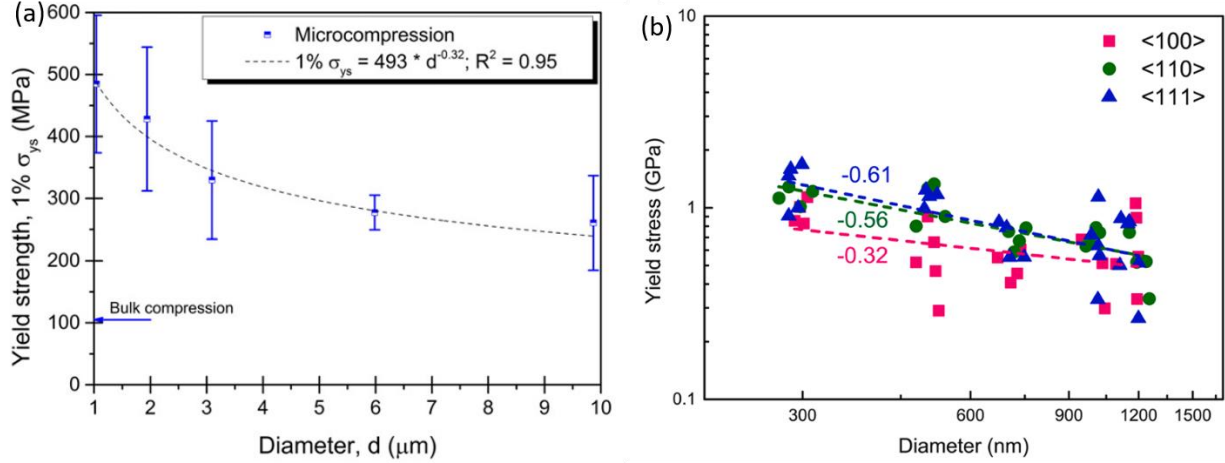 (a)
600
500
400
300
200
100
0
Yield strength, 1% σys (MPa)
Microcompression
1% σys = 493 * d-0.32; R2 = 0.95
Bulk compression
1 2 3 4 5 6 7 8 9 10
Diameter, d (μm)
(b)
10
1
0.1
Yield stress (GPa)
<100>
<110>
<111>
-0.61
-0.56
-0.32
300 600 900 1200 1500
Diameter (nm)